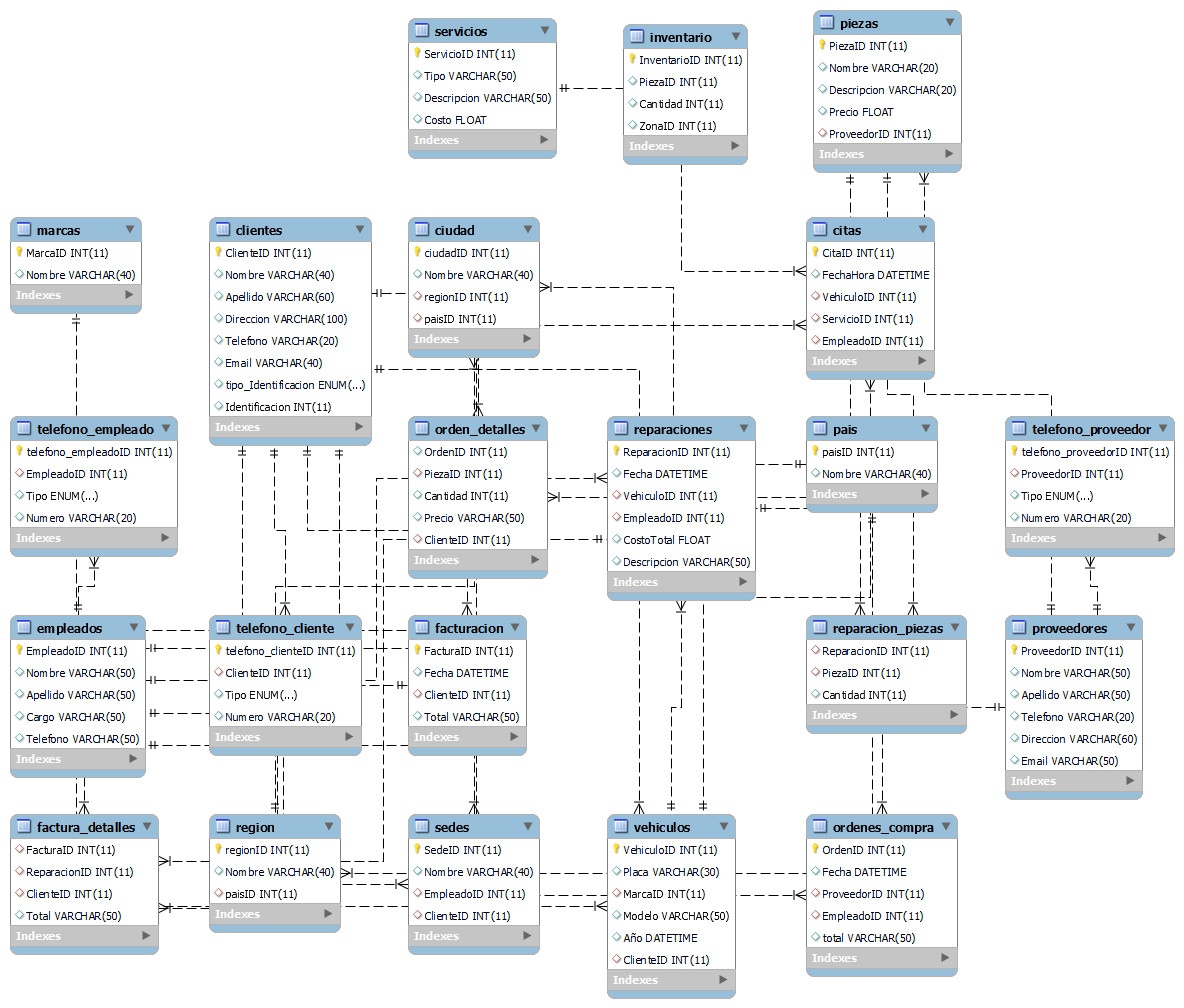 servicios
ServicioID INT(11)
Tipo VARCHAR(50)
Descripcion VARCHAR(50)
Costo FLOAT
Indexes
inventario
InventarioID INT(11)
PiezaID INT(11)
Cantidad INT(11)
ZonaID INT(11)
Indexes
piezas
PiezaID INT(11)
Nombre VARCHAR(20)
Descripcion VARCHAR(20)
Precio FLOAT
ProveedorID INT(11)
Indexes
marcas
MarcaID INT(11)
Nombre VARCHAR(40)
Indexes
clientes
ClienteID INT(11)
Nombre VARCHAR(40)
Apellido VARCHAR(60)
Direccion VARCHAR(100)
Telefono VARCHAR(20)
Email VARCHAR(40)
tipo_Identificacion ENUM(...)
Identificacion INT(11)
Indexes
ciudad
ciudadID INT(11)
Nombre VARCHAR(40)
regionID INT(11)
paisID INT(11)
Indexes
citas
CitaID INT(11)
FechaHora DATETIME
VehiculoID INT(11)
ServicioID INT(11)
EmpleadoID INT(11)
Indexes
telefono_empleado
telefono_empleadoID INT(11)
EmpleadoID INT(11)
Tipo ENUM(...)
Numero VARCHAR(20)
Indexes
orden_detalles
OrdenID INT(11)
PiezaID INT(11)
Cantidad INT(11)
Precio VARCHAR(50)
ClienteID INT(11)
Indexes
reparaciones
ReparacionID INT(11)
Fecha DATETIME
VehiculoID INT(11)
EmpleadoID INT(11)
CostoTotal FLOAT
Descripcion VARCHAR(50)
Indexes
pais
paisID INT(11)
Nombre VARCHAR(40)
Indexes
telefono_proveedor
telefono_proveedorID INT(11)
ProveedorID INT(11)
Tipo ENUM(...)
Numero VARCHAR(20)
Indexes
empleados
EmpleadoID INT(11)
Nombre VARCHAR(50)
Apellido VARCHAR(50)
Cargo VARCHAR(50)
Telefono VARCHAR(50)
Indexes
telefono_cliente
telefono_clienteID INT(11)
ClienteID INT(11)
Tipo ENUM(...)
Numero VARCHAR(20)
Indexes
facturacion
FacturaID INT(11)
Fecha DATETIME
ClienteID INT(11)
Total VARCHAR(50)
Indexes
reparacion_piezas
ReparacionID INT(11)
PiezaID INT(11)
Cantidad INT(11)
Indexes
proveedores
ProveedorID INT(11)
Nombre VARCHAR(50)
Apellido VARCHAR(50)
Telefono VARCHAR(20)
Direccion VARCHAR(60)
Email VARCHAR(50)
Indexes
factura_detalles
FacturaID INT(11)
ReparacionID INT(11)
ClienteID INT(11)
Total VARCHAR(50)
Indexes
region
regionID INT(11)
Nombre VARCHAR(40)
paisID INT(11)
Indexes
sedes
SedeID INT(11)
Nombre VARCHAR(40)
EmpleadoID INT(11)
ClienteID INT(11)
Indexes
vehiculos
VehiculoID INT(11)
Placa VARCHAR(30)
MarcaID INT(11)
Modelo VARCHAR(50)
Año DATETIME
ClienteID INT(11)
Indexes
ordenes_compra
OrdenID INT(11)
Fecha DATETIME
ProveedorID INT(11)
EmpleadoID INT(11)
total VARCHAR(50)
Indexes